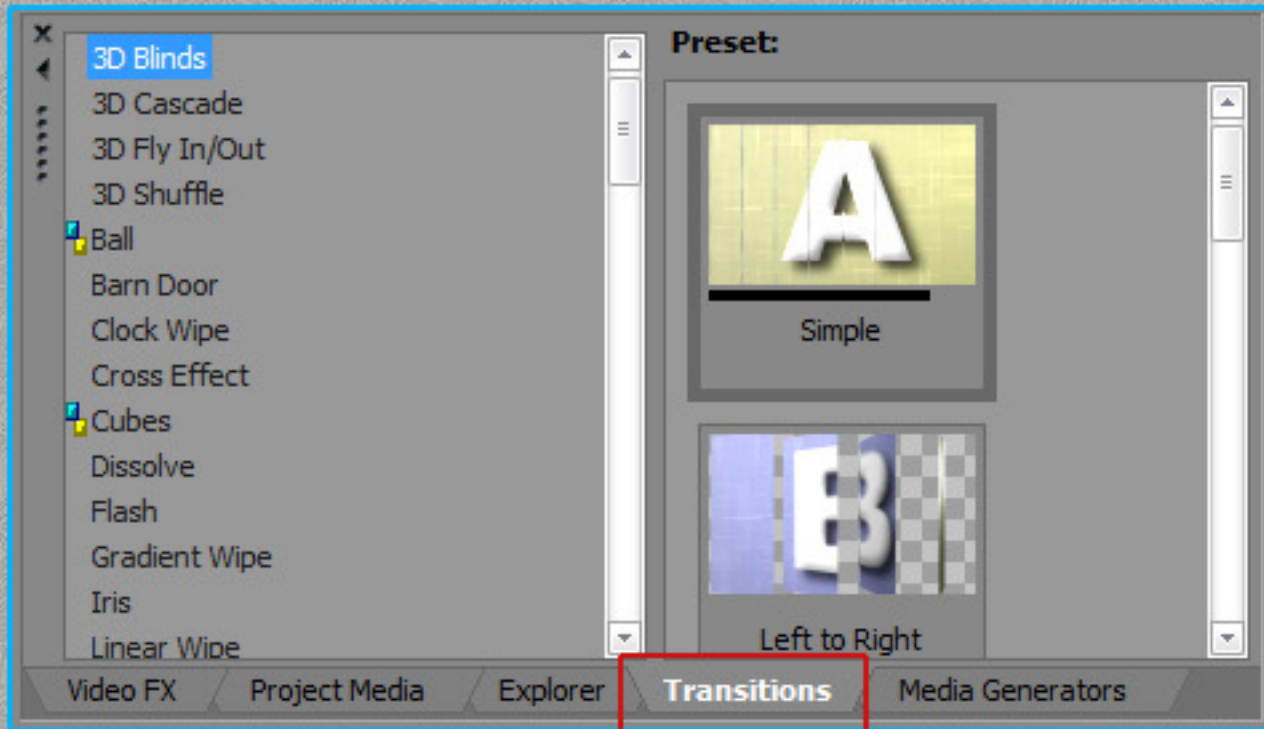 3D Blinds
3D Cascade
3D Fly In/Out
3D Shuffle
Ball
Barn Door
Clock Wipe
Cross Effect
Cubes
Dissolve
Flash
Gradient Wipe
Iris
Linear Wipe
Preset:
A
Simple
B
Left to Right
Video FX
Project Media
Explorer
Transitions
Media Generators